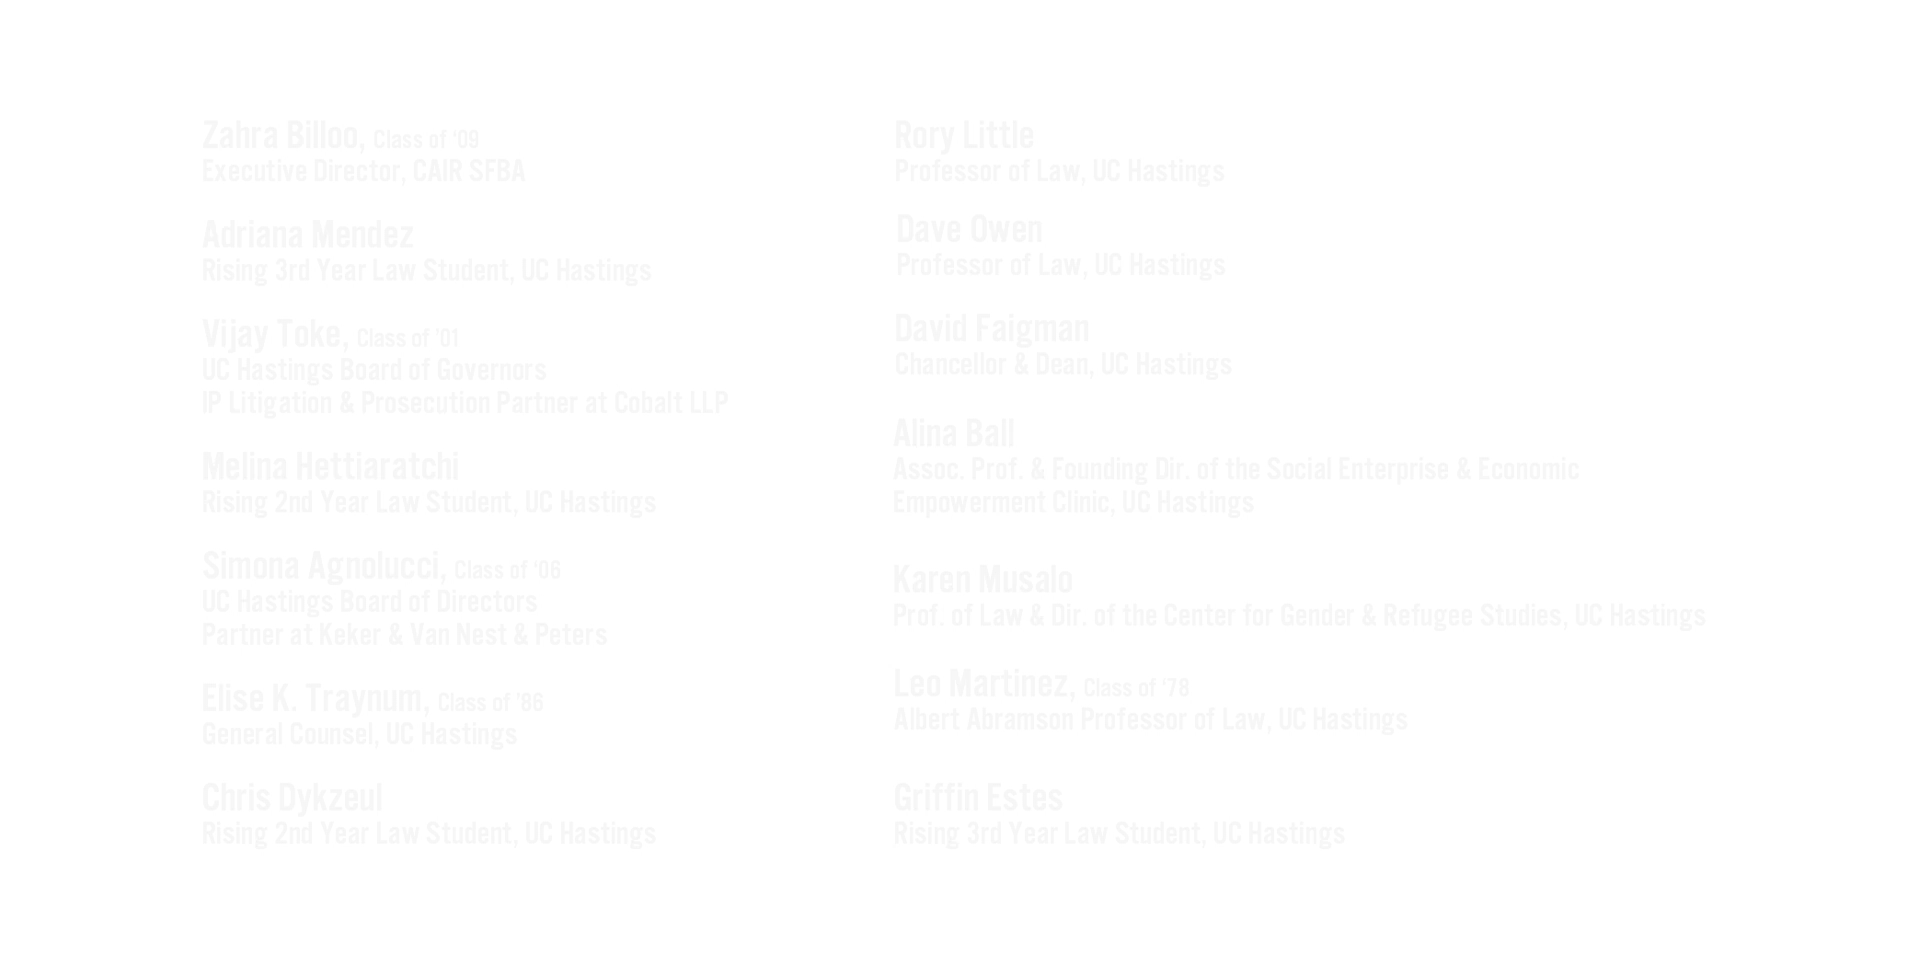 Zahra Billoo, Class of '09
Executive Director, CAIR SFBA
Adriana Mendez
Rising 3rd Year Law Student, UC Hastings
Vijay Toke, Class of '01
UC Hastings Board of Governors
IP Litigation & Prosecution Partner at Cobalt LLP
Melina Hettiaratchi
Rising 2nd Year Law Student, UC Hastings
Simona Agnolucci, Class of '06
UC Hastings Board of Directors
Partner at Keker & Van Nest & Peters
Elise K. Traynum, Class of '86
General Counsel, UC Hastings
Chris Dykzeul
Rising 2nd Year Law Student, UC Hastings
Rory Little
Professor of Law, UC Hastings
Dave Owen
Professor of Law, UC Hastings
David Faigman
Chancellor & Dean, UC Hastings
Alina Ball
Assoc. Prof. & Founding Dir. of the Social Enterprise & Economic
Empowerment Clinic, UC Hastings
Karen Musalo
Prof. of Law & Dir. of the Center for Gender & Refugee Studies, UC Hastings
Leo Martinez, Class of '78
Albert Abramson Professor of Law, UC Hastings
Griffin Estes
Rising 3rd Year Law Student, UC Hastings